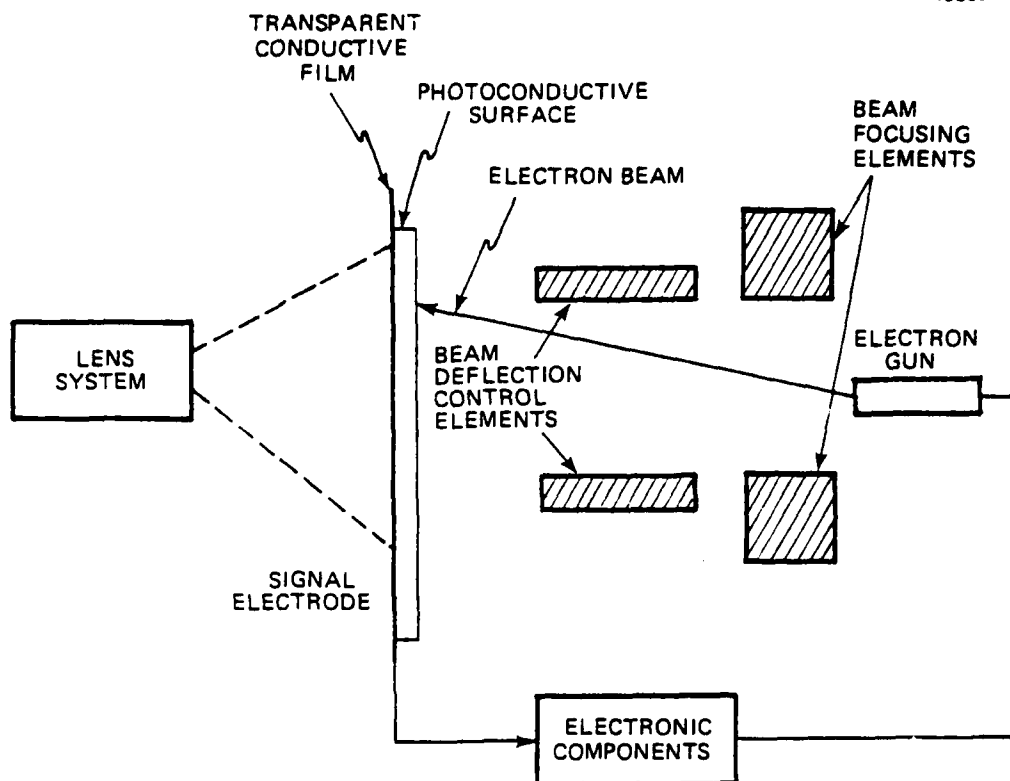 TRANSPARENT
CONDUCTIVE
FILM
PHOTOCONDUCTIVE
SURFACE
BEAM
FOCUSING
ELEMENTS
ELECTRON BEAM
LENS
SYSTEM
BEAM
DEFLECTION
CONTROL
ELEMENTS
ELECTRON
GUN
SIGNAL
ELECTRODE
ELECTRONIC
COMPONENTS